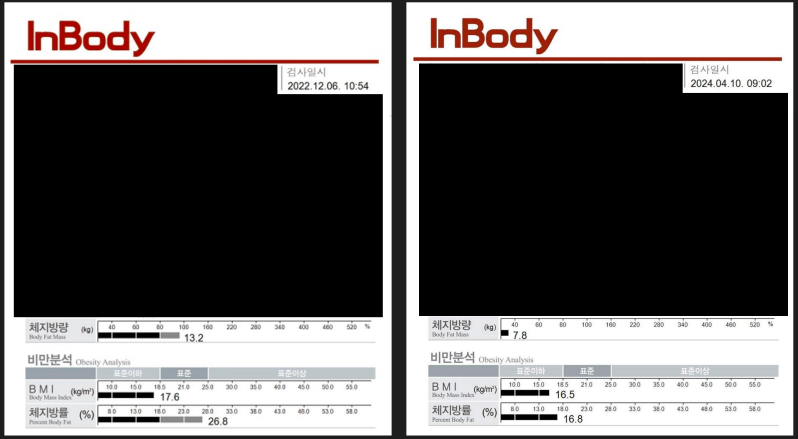 InBody
검사일시
2022.12.06. 10:54
체지방량 (kg) 40 60 80 100 160 220 280 340 400 460 520 %
Body Fat Mass
13.2
비만분석 Obesity Analysis
표준이하 표준 표준이상
B M I (kg/m²) 10.0 15.0 18.5 21.0 25.0 30.0 35.0 40.0 45.0 50.0 55.0
Body Mass Index
17.6
체지방률 (%) 8.0 13.0 18.0 23.0 28.0 33.0 38.0 43.0 48.0 53.0 58.0
Percent Body Fat
26.8
InBody
검사일시
2024.04.10. 09:02
체지방량 (kg) 40 60 80 100 160 220 280 340 400 460 520 %
Body Fat Mass
7.8
비만분석 Obesity Analysis
표준이하 표준 표준이상
B M I (kg/m²) 10.0 15.0 18.5 21.0 25.0 30.0 35.0 40.0 45.0 50.0 55.0
Body Mass Index
16.5
체지방률 (%) 8.0 13.0 18.0 23.0 28.0 33.0 38.0 43.0 48.0 53.0 58.0
Percent Body Fat
16.8